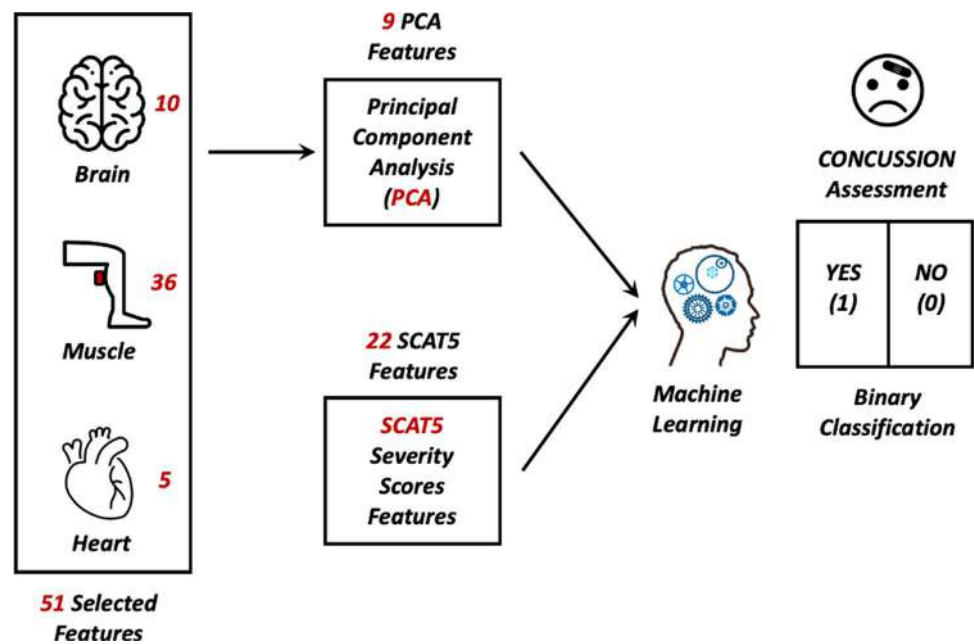 10
Brain
36
Muscle
5
Heart
51 Selected
Features
9 PCA
Features
Principal
Component
Analysis
(PCA)
22 SCAT5
Features
SCAT5
Severity
Scores
Features
Machine
Learning
CONCUSSION
Assessment
YES
(1)
NO
(0)
Binary
Classification